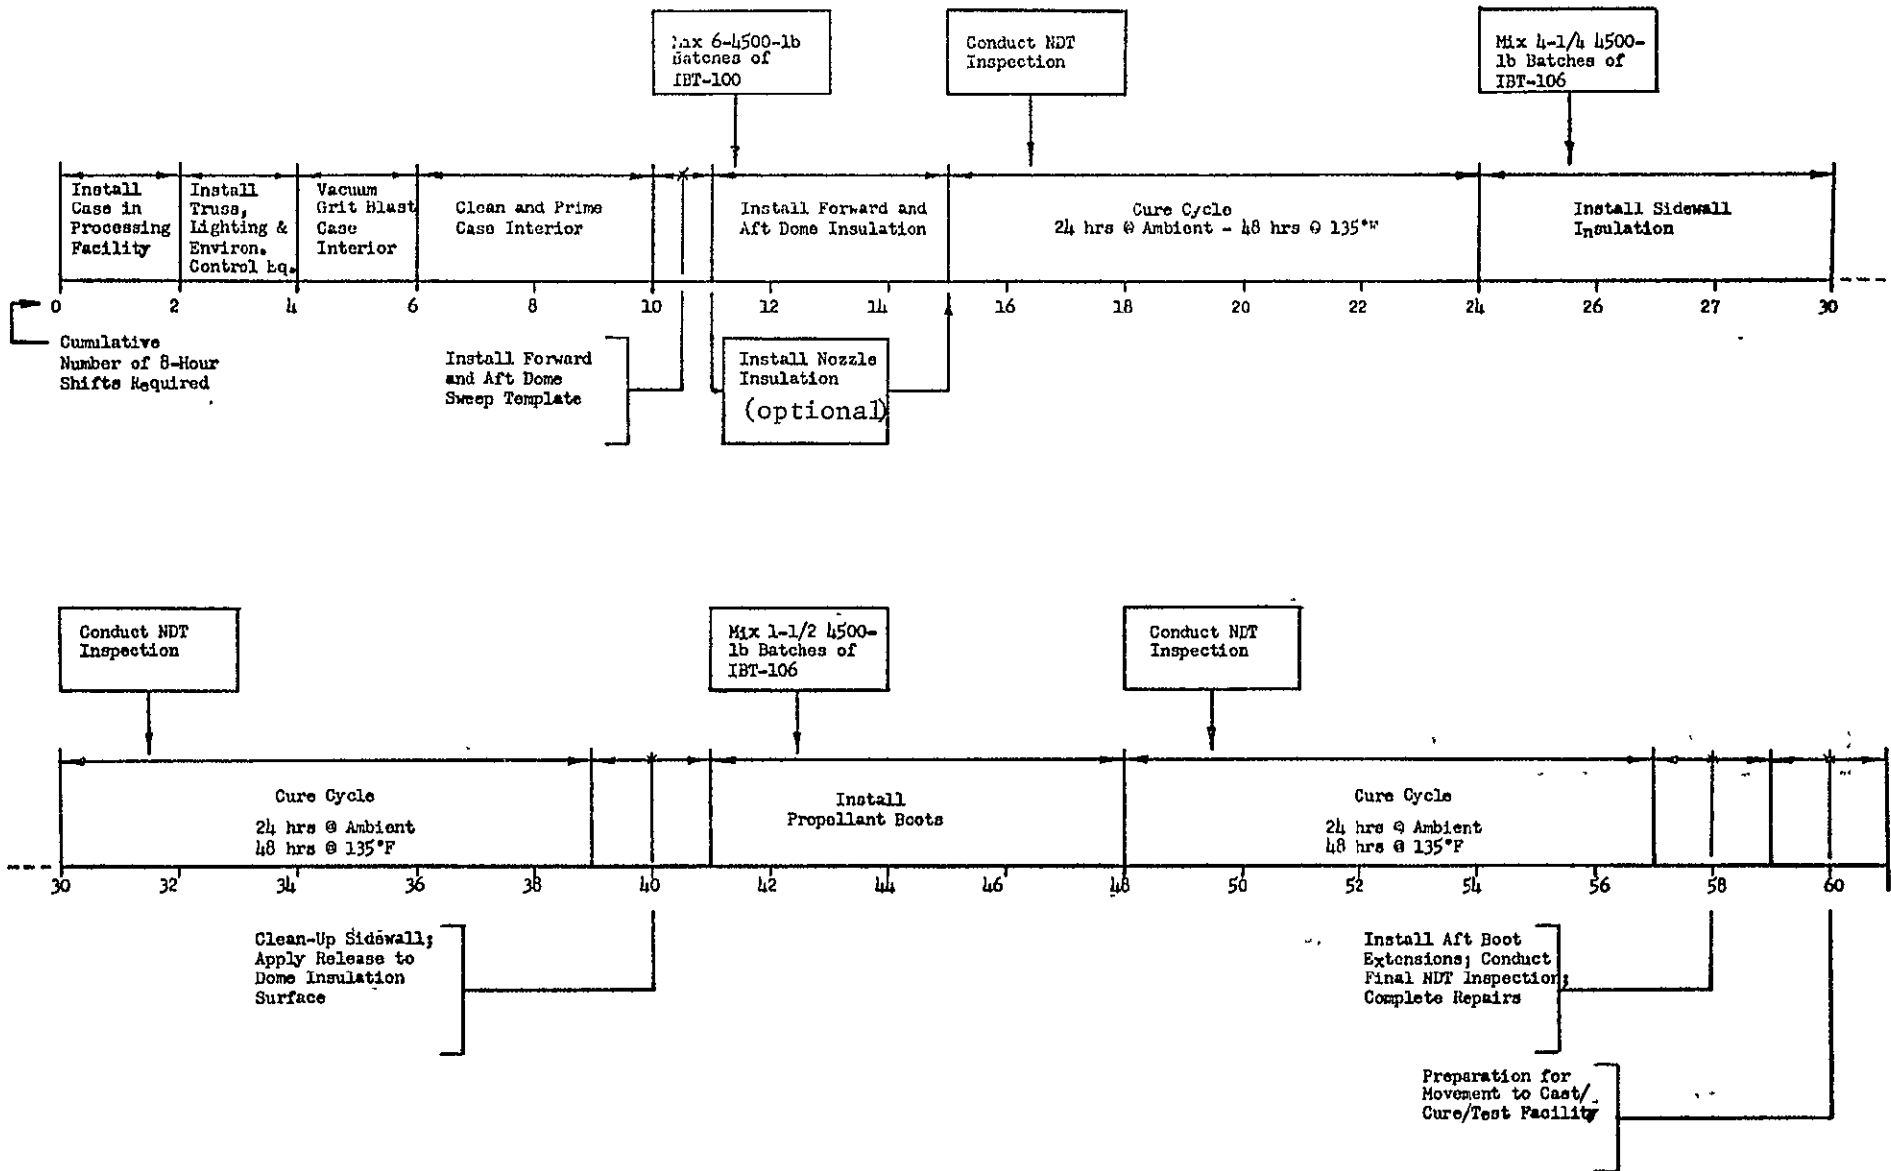 Mix 6-4500-lb
Batches of
IBT-100
Conduct NDT
Inspection
Mix 4-1/4 4500-
lb Batches of
IBT-106
Install
Case in
Processing
Facility
Install
Truss,
Lighting &
Environ.
Control Eq.
Vacuum
Grit Blast
Case
Interior
Clean and Prime
Case Interior
Install Forward and
Aft Dome Insulation
Cure Cycle
24 hrs @ Ambient - 48 hrs @ 135°F
Install Sidewall
Insulation
0 2 4 6 8 10 12 14 16 18 20 22 24 26 27 30
Cumulative
Number of 8-Hour
Shifts Required
Install Forward
and Aft Dome
Sweep Template
Install Nozzle
Insulation
(optional)
Conduct NDT
Inspection
Mix 1-1/2 4500-
lb Batches of
IBT-106
Conduct NDT
Inspection
Cure Cycle
24 hrs @ Ambient
48 hrs @ 135°F
Install
Propellant Boots
Cure Cycle
24 hrs @ Ambient
48 hrs @ 135°F
30 32 34 36 38 40 42 44 46 48 50 52 54 56 58 60
Clean-Up Sidewall;
Apply Release to
Dome Insulation
Surface
Install Aft Boot
Extensions; Conduct
Final NDT Inspection;
Complete Repairs
Preparation for
Movement to Cast/
Cure/Test Facility